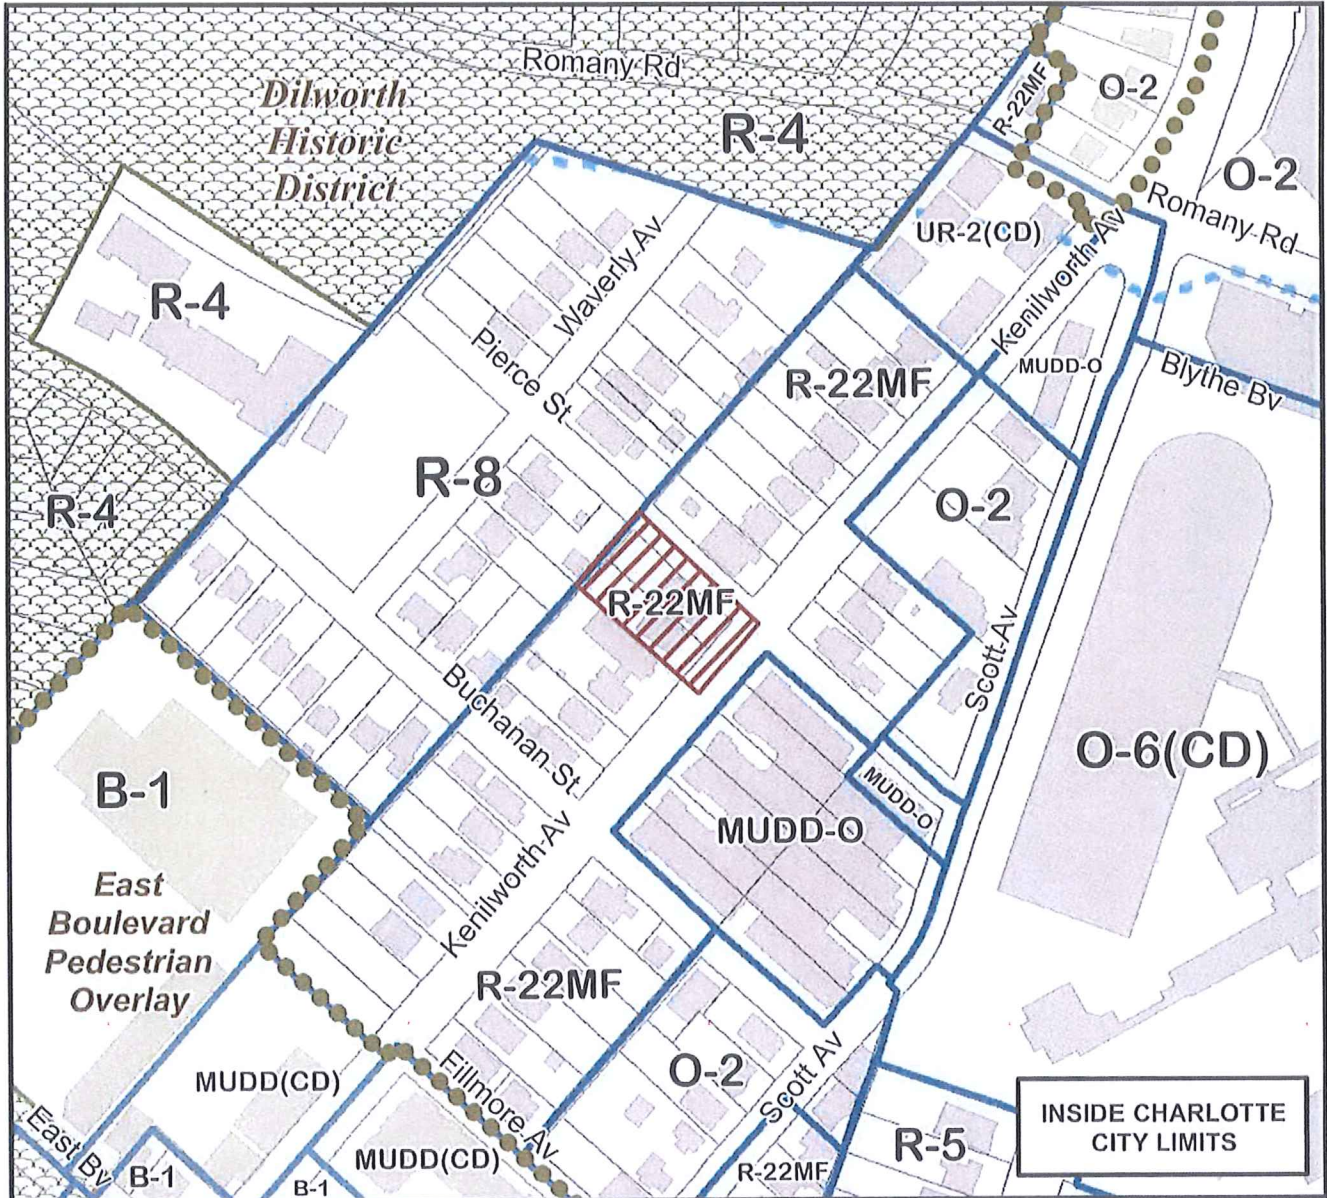 Romany Rd
Dilworth
Historic
District
R-4
R-22MF
O-2
O-2
Romany Rd
UR-2(CD)
Kenilworth Av
Waverly Av
R-4
Pierce St
R-22MF
MUDD-O
Blythe Bv
R-8
O-2
R-4
R-22MF
Scott Av
Buchanan St
O-6(CD)
B-1
MUDD-O
MUDD-O
East
Boulevard
Pedestrian
Overlay
Kenilworth Av
R-22MF
MUDD(CD)
Fillmore Av
O-2
Scott Av
East Bv
B-1
MUDD(CD)
B-1
R-22MF
R-5
INSIDE CHARLOTTE
CITY LIMITS